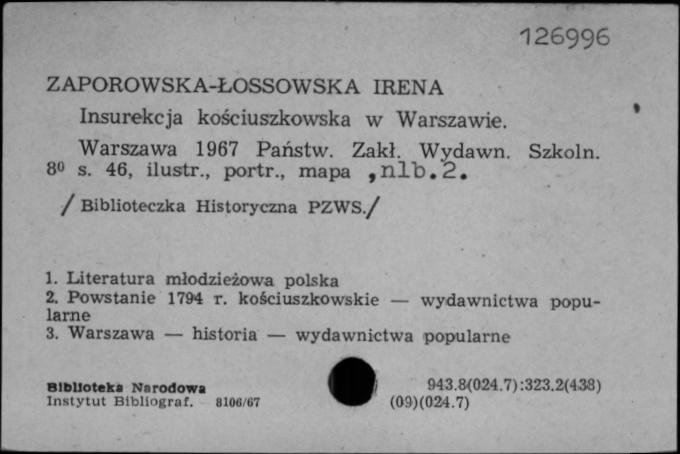 126996
ZAPOROWSKA-ŁOSSOWSKA IRENA
Insurekcja kościuszkowska w Warszawie.
Warszawa 1967 Państw. Zakł. Wydawn. Szkoln.
8⁰ s. 46, ilustr., portr., mapa ,nlb.2.
/ Biblioteczka Historyczna PZWS./
1. Literatura młodzieżowa polska
2. Powstanie 1794 r. kościuszkowskie — wydawnictwa popu-
larne
3. Warszawa — historia — wydawnictwa popularne
Biblioteka Narodowa 943.8(024.7):323.2(438)
Instytut Bibliograf. 8106/67 (09)(024.7)